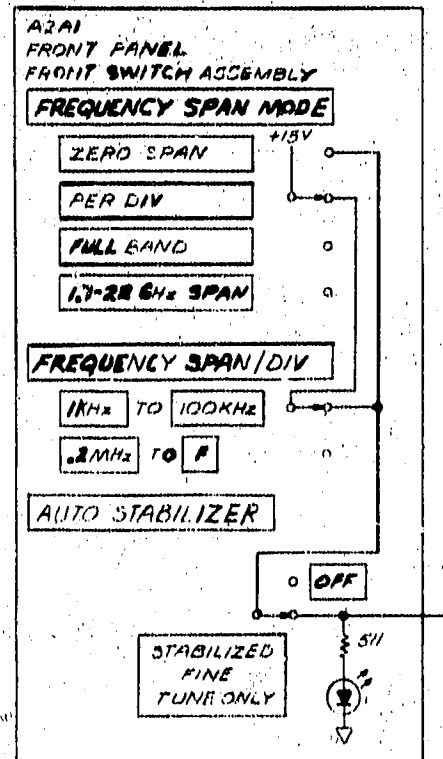 A2A1
FRONT PANEL
FRONT SWITCH ASSEMBLY
FREQUENCY SPAN MODE
+15V
ZERO SPAN
PER DIV
FULL BAND
1.7-22 GHz SPAN
FREQUENCY SPAN/DIV
1KHz TO 100KHz
.2MHz TO F
AUTO STABILIZER
OFF
511
STABILIZED
FINE
TUNE ONLY